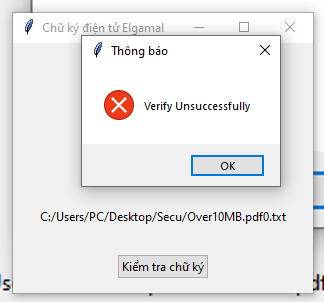 Chữ ký điện tử Elgamal
Thông báo
Verify Unsuccessfully
OK
C:/Users/PC/Desktop/Secu/Over10MB.pdf0.txt
Kiểm tra chữ ký